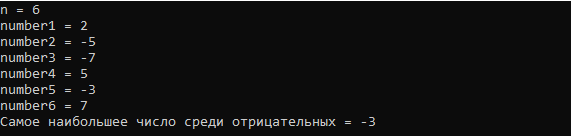 n = 6
number1 = 2
number2 = -5
number3 = -7
number4 = 5
number5 = -3
number6 = 7
Самое наибольшее число среди отрицательных = -3